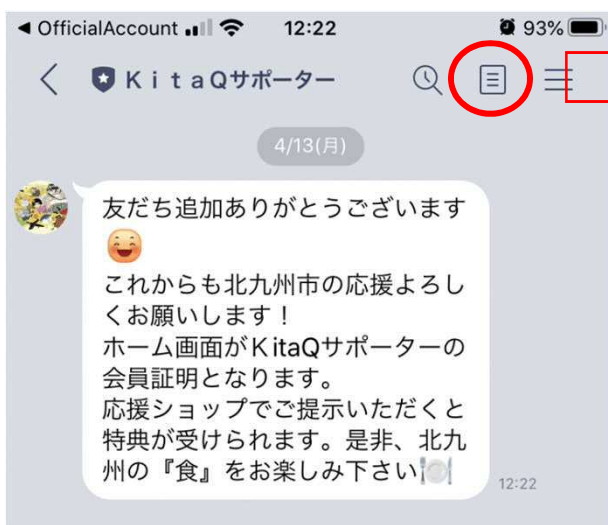 ◀ OfficialAccount 12:22 93%
ＫｉｔａＱサポーター
4/13(月)
友だち追加ありがとうございます
これからも北九州市の応援よろし
くお願いします！
ホーム画面がＫitaQサポーターの
会員証明となります。
応援ショップでご提示いただくと
特典が受けられます。是非、北九
州の『食』をお楽しみ下さい🍽
12:22